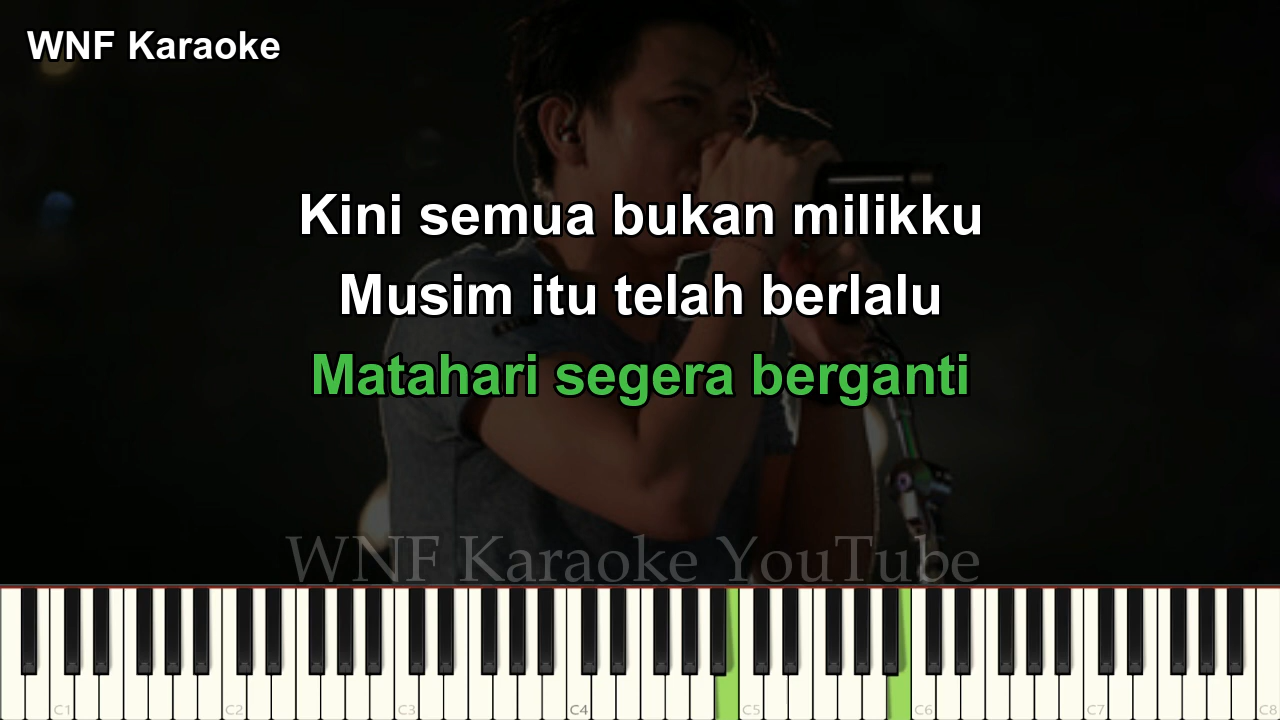 WNF Karaoke
Kini semua bukan milikku
Musim itu telah berlalu
Matahari segera berganti
WNF Karaoke YouTube
C1 C2 C3 C4 C5 C6 C7 C8